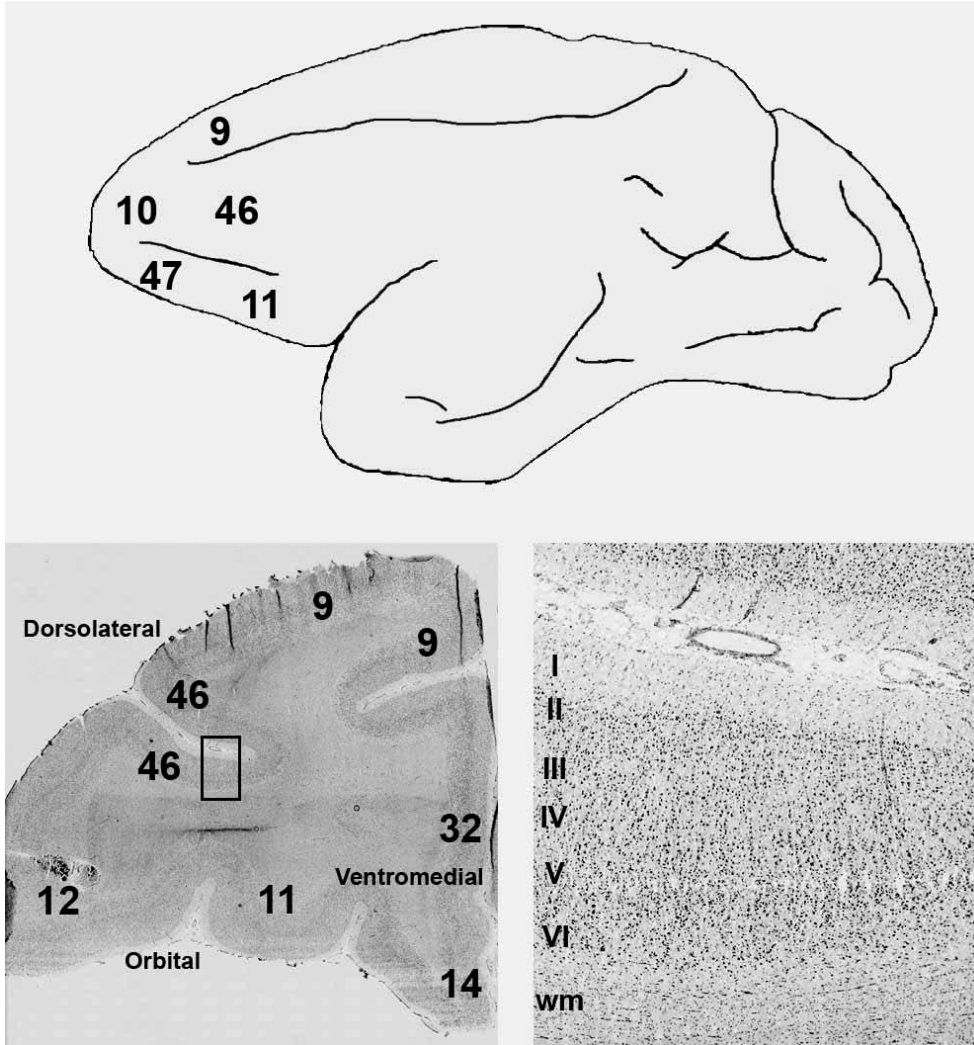 9
10 46
47
11
Dorsolateral
9
9
46
46
32
Ventromedial
12
11
Orbital
14
I
II
III
IV
V
VI
wm